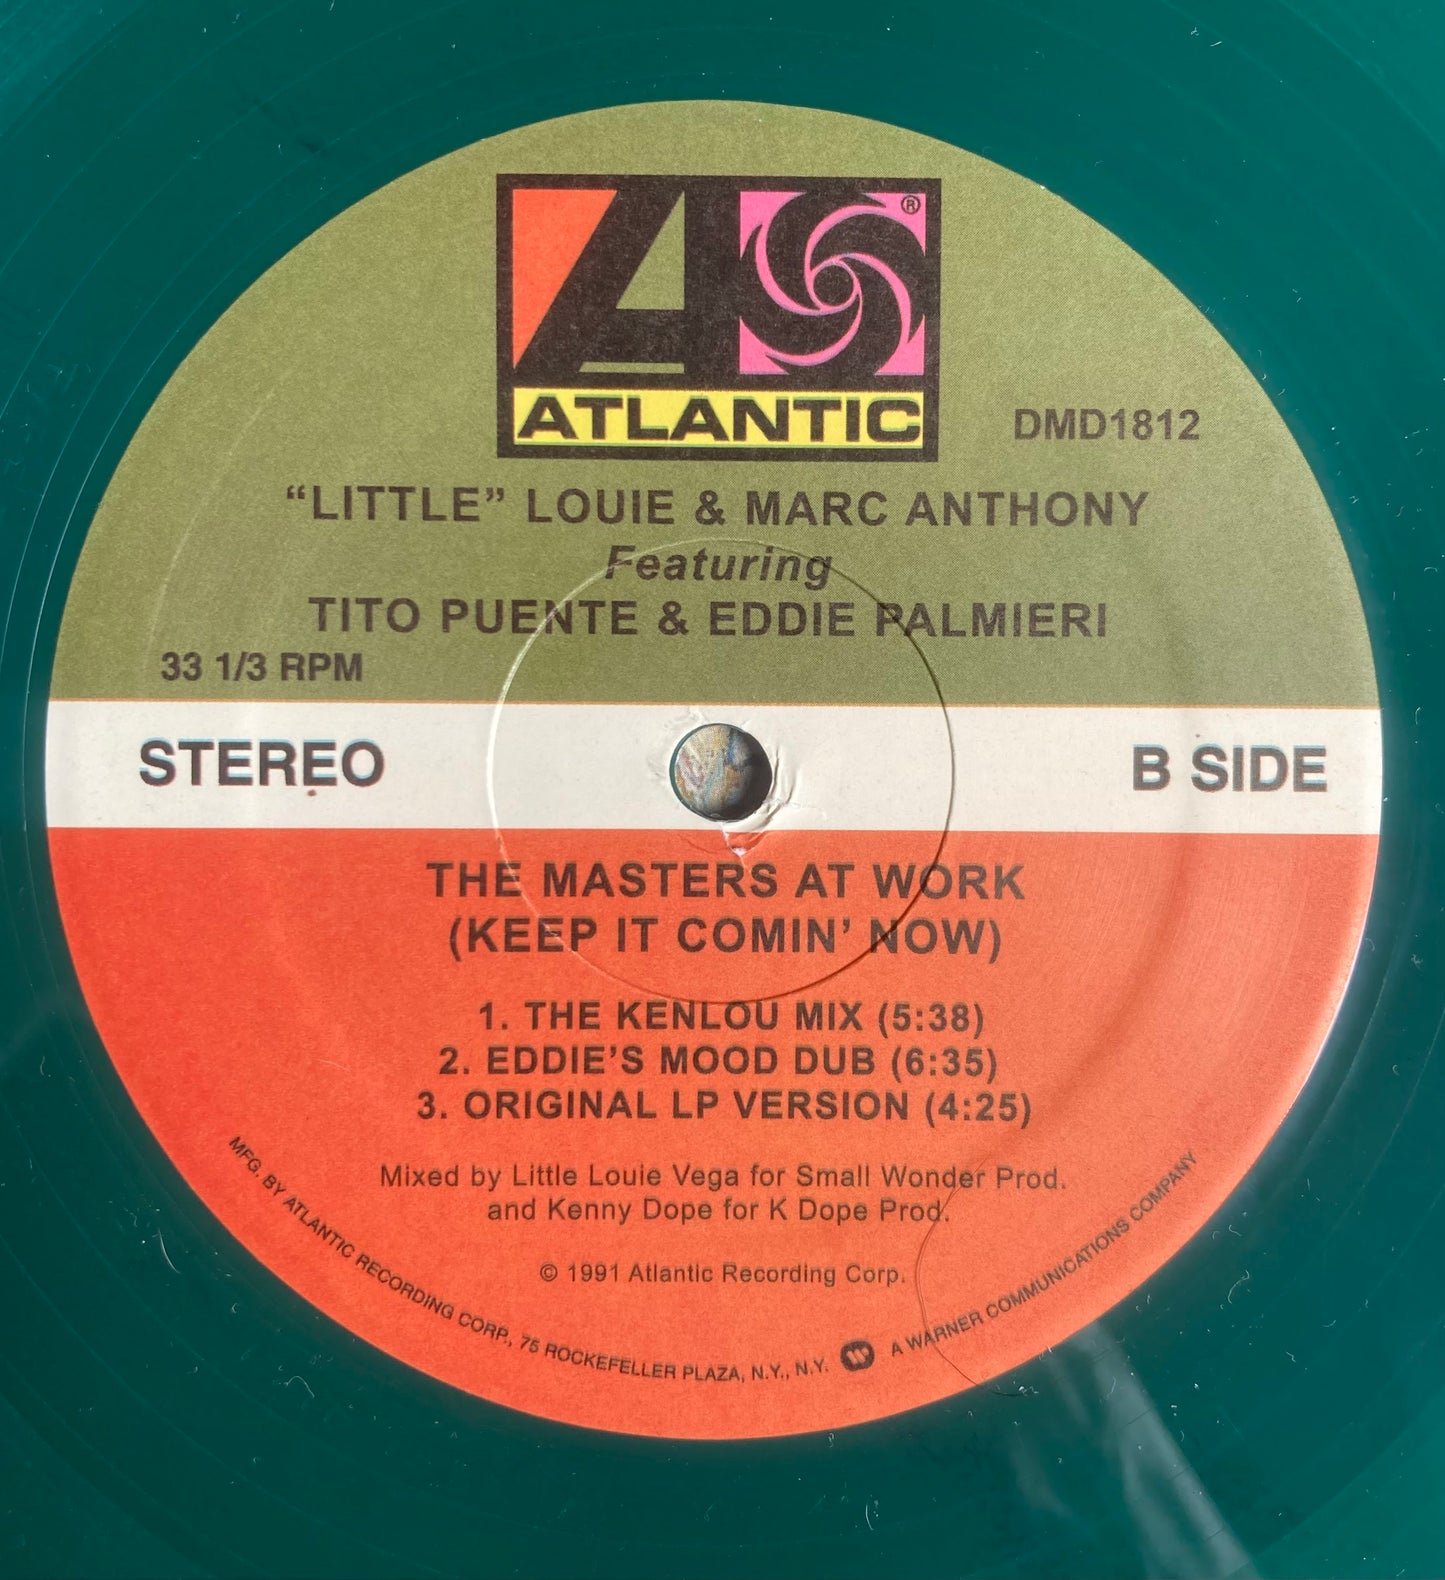 ®
ATLANTIC
DMD1812
“LITTLE” LOUIE & MARC ANTHONY
Featuring
TITO PUENTE & EDDIE PALMIERI
33 1/3 RPM
STEREO
B SIDE
THE MASTERS AT WORK
(KEEP IT COMIN’ NOW)
1. THE KENLOU MIX (5:38)
2. EDDIE’S MOOD DUB (6:35)
3. ORIGINAL LP VERSION (4:25)
Mixed by Little Louie Vega for Small Wonder Prod.
and Kenny Dope for K Dope Prod.
© 1991 Atlantic Recording Corp.
MFG. BY ATLANTIC RECORDING CORP., 75 ROCKEFELLER PLAZA, N.Y., N.Y. A WARNER COMMUNICATIONS COMPANY